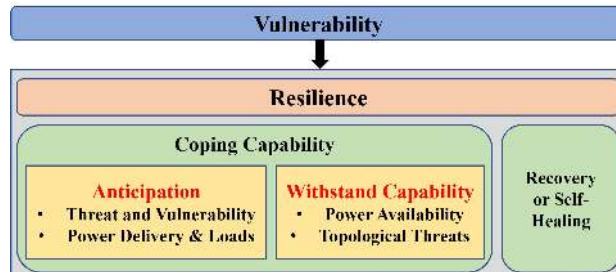 Vulnerability
Resilience
Coping Capability
Anticipation
• Threat and Vulnerability
• Power Delivery & Loads
Withstand Capability
• Power Availability
• Topological Threats
Recovery
or Self-
Healing